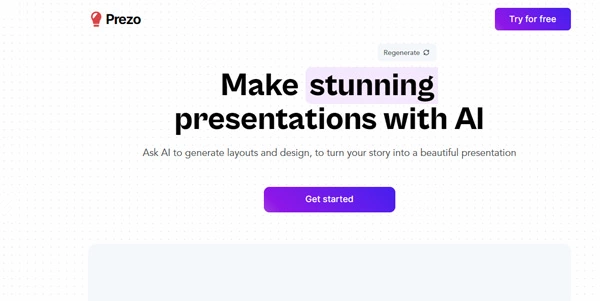 Prezo
Try for free
Regenerate
Make stunning
presentations with AI
Ask AI to generate layouts and design, to turn your story into a beautiful presentation
Get started